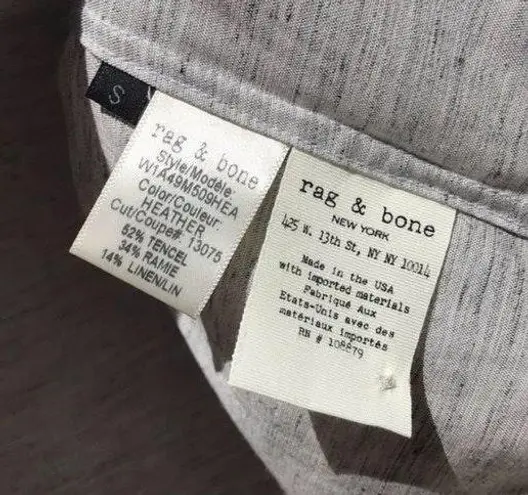 S
rag & bone
Style/Modèle:
W1A49M509HEA
Color/Couleur:
HEATHER
Cut/Coupe#: 13075
52% TENCEL
34% RAMIE
14% LINEN/LIN
rag & bone
NEW YORK
425 W. 13th St, NY NY 10014
Made in the USA
with imported materials
Fabriqué Aux
Etats-Unis avec des
matériaux importés
RN # 108879